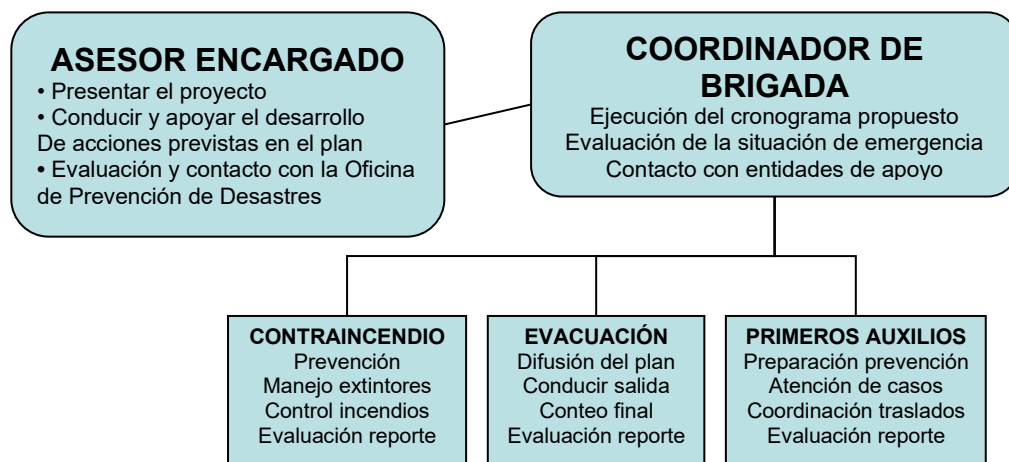 ASESOR ENCARGADO
• Presentar el proyecto
• Conducir y apoyar el desarrollo
De acciones previstas en el plan
• Evaluación y contacto con la Oficina
de Prevención de Desastres
COORDINADOR DE
BRIGADA
Ejecución del cronograma propuesto
Evaluación de la situación de emergencia
Contacto con entidades de apoyo
CONTRAINCENDIO
Prevención
Manejo extintores
Control incendios
Evaluación reporte
EVACUACIÓN
Difusión del plan
Conducir salida
Conteo final
Evaluación reporte
PRIMEROS AUXILIOS
Preparación prevención
Atención de casos
Coordinación traslados
Evaluación reporte